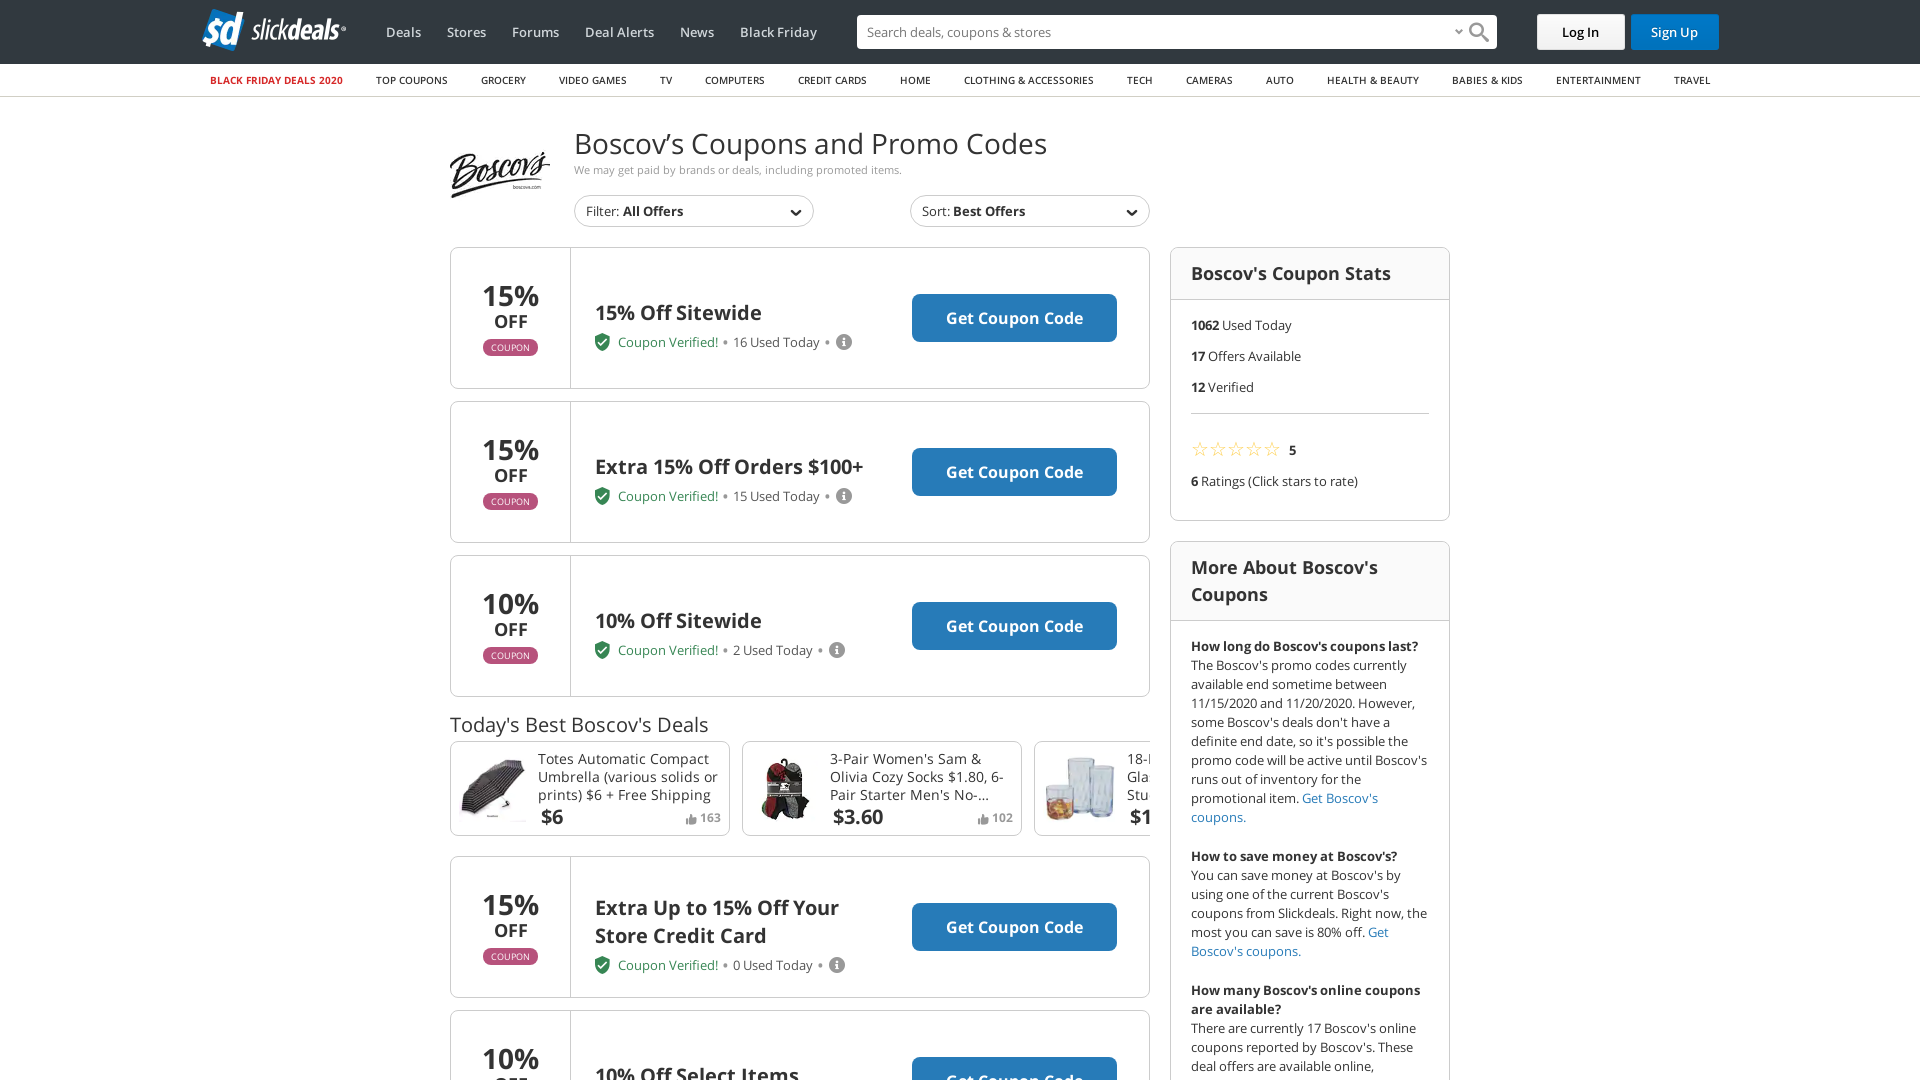 slickdeals
Deals
Stores
Forums
Deal Alerts
News
Black Friday
Search deals, coupons & stores
Log In
Sign Up
BLACK FRIDAY DEALS 2020
TOP COUPONS
GROCERY
VIDEO GAMES
TV
COMPUTERS
CREDIT CARDS
HOME
CLOTHING & ACCESSORIES
TECH
CAMERAS
AUTO
HEALTH & BEAUTY
BABIES & KIDS
ENTERTAINMENT
TRAVEL
Boscov's
boscovs.com
Boscov’s Coupons and Promo Codes
We may get paid by brands or deals, including promoted items.
Filter: All Offers
Sort: Best Offers
15%
OFF
COUPON
15% Off Sitewide
Coupon Verified! • 16 Used Today •
Get Coupon Code
15%
OFF
COUPON
Extra 15% Off Orders $100+
Coupon Verified! • 15 Used Today •
Get Coupon Code
10%
OFF
COUPON
10% Off Sitewide
Coupon Verified! • 2 Used Today •
Get Coupon Code
Today's Best Boscov's Deals
Totes Automatic Compact
Umbrella (various solids or
prints) $6 + Free Shipping
$6
163
3-Pair Women's Sam &
Olivia Cozy Socks $1.80, 6-
Pair Starter Men's No-…
$3.60
102
15%
OFF
COUPON
Extra Up to 15% Off Your
Store Credit Card
Coupon Verified! • 0 Used Today •
Get Coupon Code
10%
OFF
10% Off Select Items
Get Coupon Code
Boscov's Coupon Stats
1062 Used Today
17 Offers Available
12 Verified
☆☆☆☆☆ 5
6 Ratings (Click stars to rate)
More About Boscov's
Coupons
How long do Boscov's coupons last?
The Boscov's promo codes currently
available end sometime between
11/15/2020 and 11/20/2020. However,
some Boscov's deals don't have a
definite end date, so it's possible the
promo code will be active until Boscov's
runs out of inventory for the
promotional item. Get Boscov's
coupons.
How to save money at Boscov's?
You can save money at Boscov's by
using one of the current Boscov's
coupons from Slickdeals. Right now, the
most you can save is 80% off. Get
Boscov's coupons.
How many Boscov's online coupons
are available?
There are currently 17 Boscov's online
coupons reported by Boscov's. These
deal offers are available online,